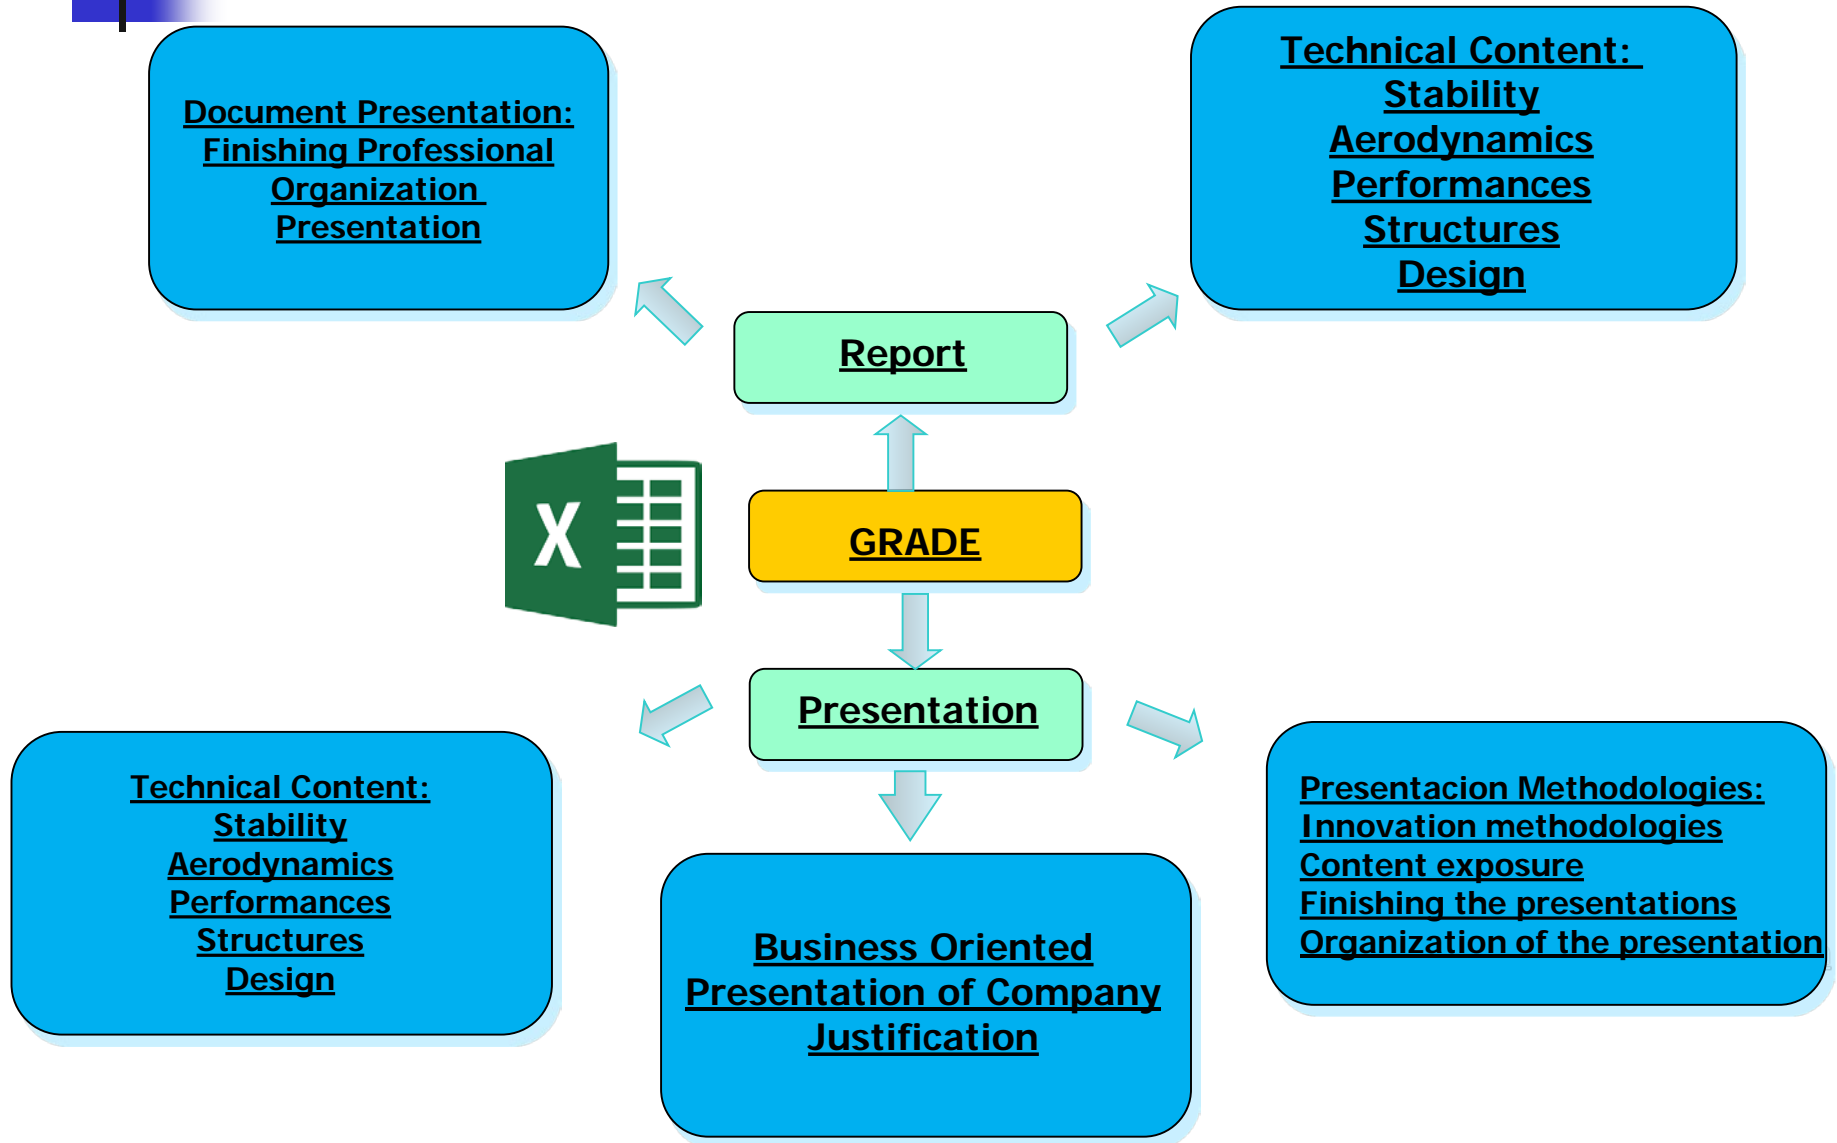 Document Presentation:
Finishing Professional
Organization
Presentation
Technical Content:
Stability
Aerodynamics
Performances
Structures
Design
Report
X
GRADE
Presentation
Technical Content:
Stability
Aerodynamics
Performances
Structures
Design
Business Oriented
Presentation of Company
Justification
Presentacion Methodologies:
Innovation methodologies
Content exposure
Finishing the presentations
Organization of the presentation